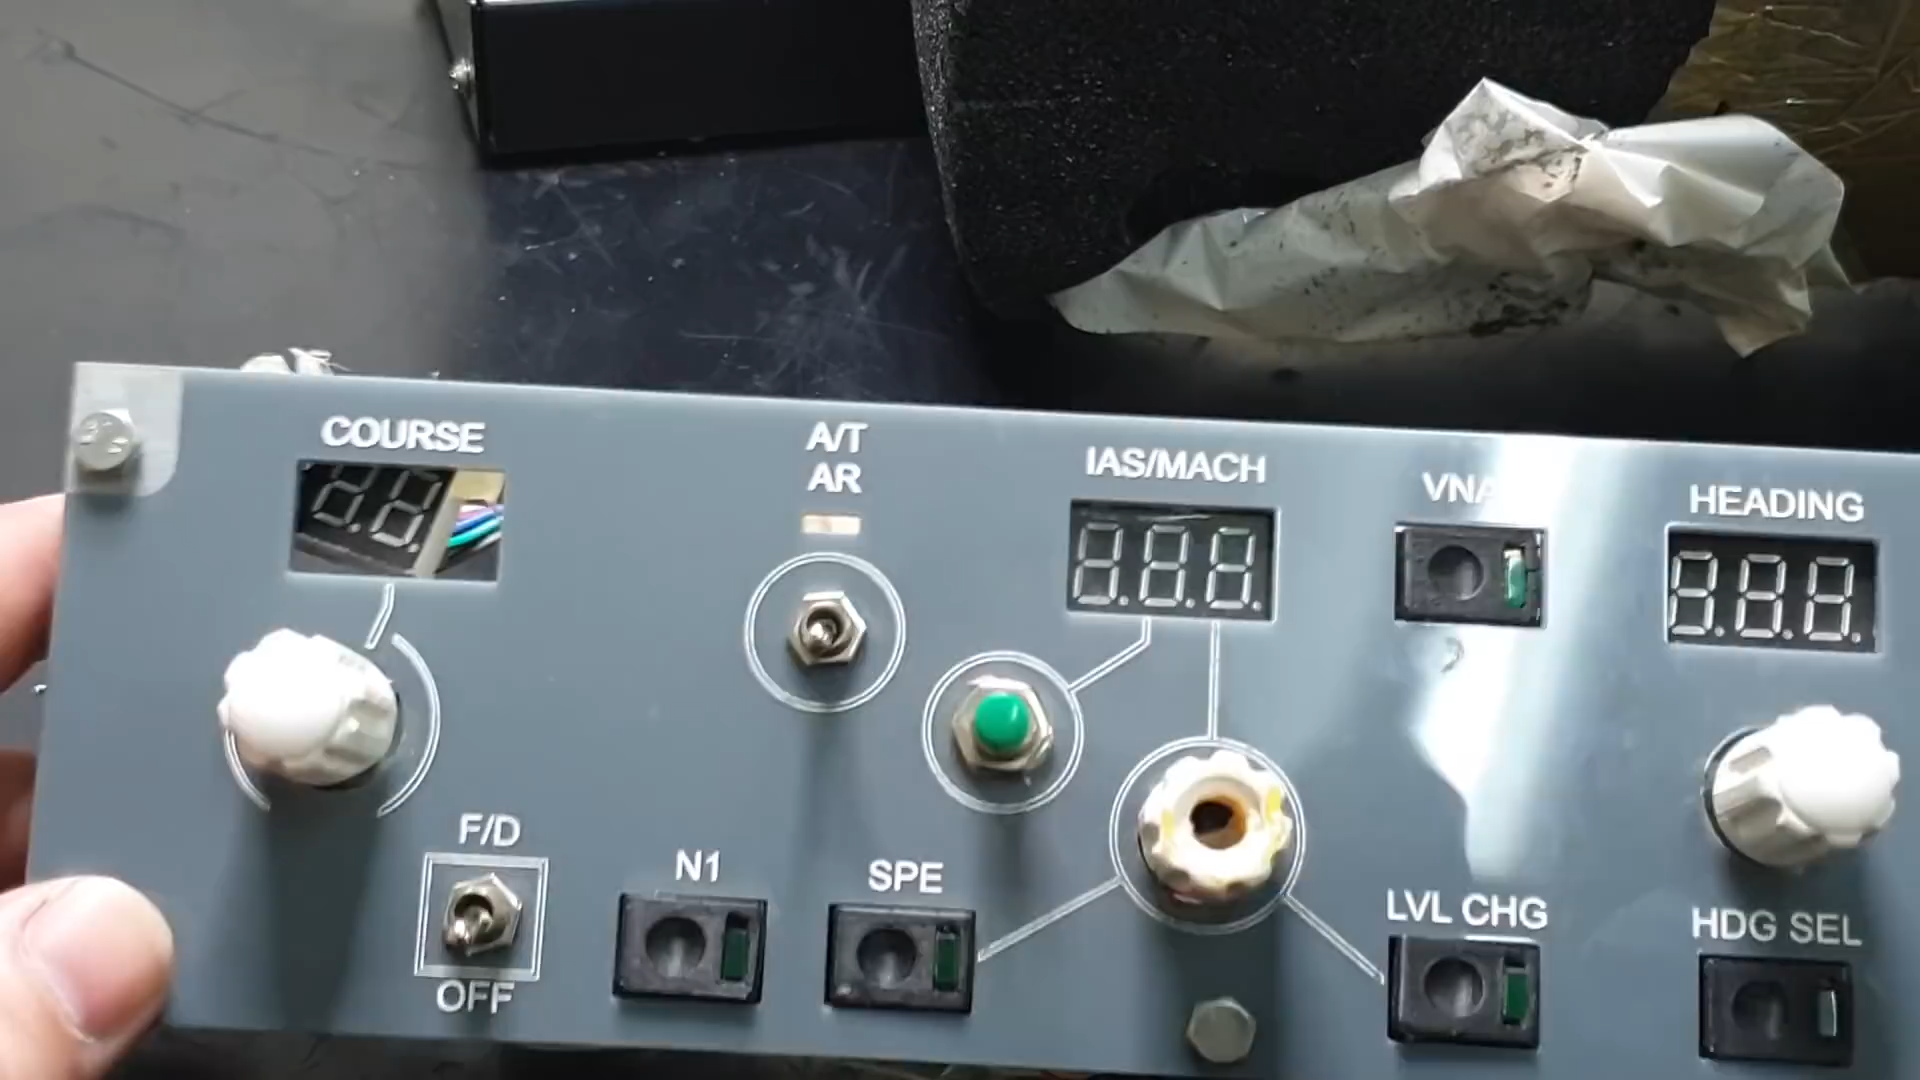 COURSE
A/T
AR
IAS/MACH
VNA
HEADING
F/D
OFF
N1
SPE
LVL CHG
HDG SEL